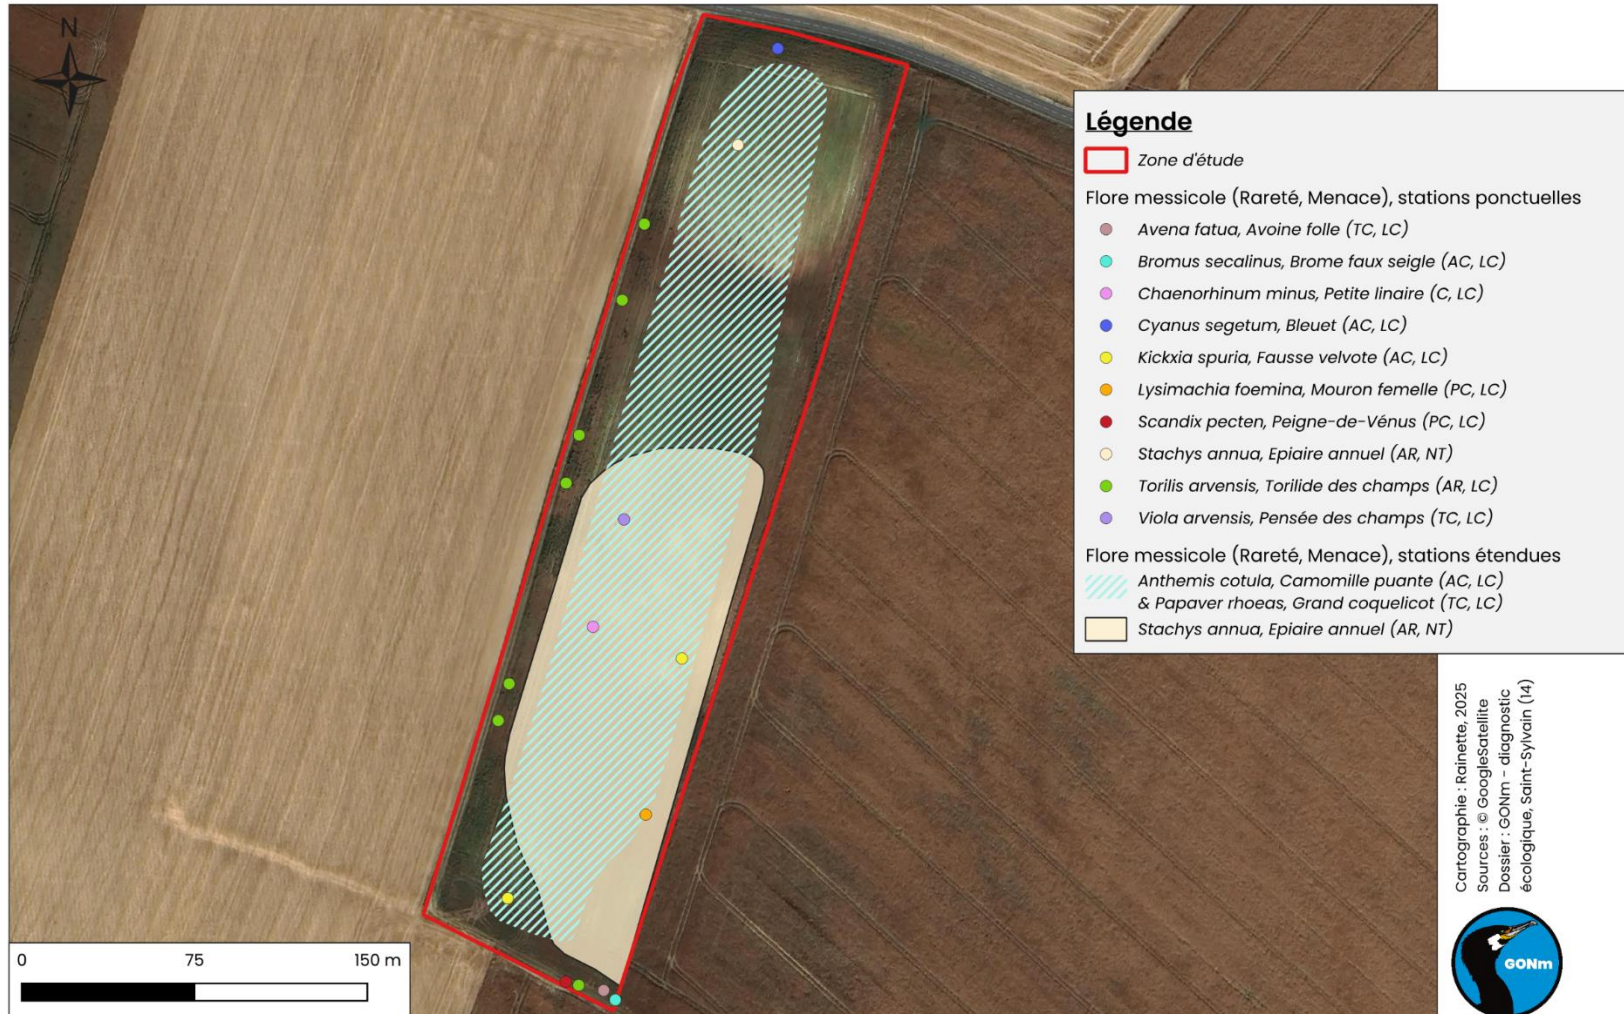 N
Légende
Zone d'étude
Flore messicole (Rareté, Menace), stations ponctuelles
Avena fatua, Avoine folle (TC, LC)
Bromus secalinus, Brome faux seigle (AC, LC)
Chaenorhinum minus, Petite linaire (C, LC)
Cyanus segetum, Bleuet (AC, LC)
Kickxia spuria, Fausse velvote (AC, LC)
Lysimachia foemina, Mouron femelle (PC, LC)
Scandix pecten, Peigne-de-Vénus (PC, LC)
Stachys annua, Epiaire annuel (AR, NT)
Torilis arvensis, Torilide des champs (AR, LC)
Viola arvensis, Pensée des champs (TC, LC)
Flore messicole (Rareté, Menace), stations étendues
Anthemis cotula, Camomille puante (AC, LC)
& Papaver rhoeas, Grand coquelicot (TC, LC)
Stachys annua, Epiaire annuel (AR, NT)
Cartographie : Rainette, 2025
Sources : © GoogleSatellite
Dossier : GONm - diagnostic
écologique, Saint-Sylvain (14)
GONm
0 75 150 m